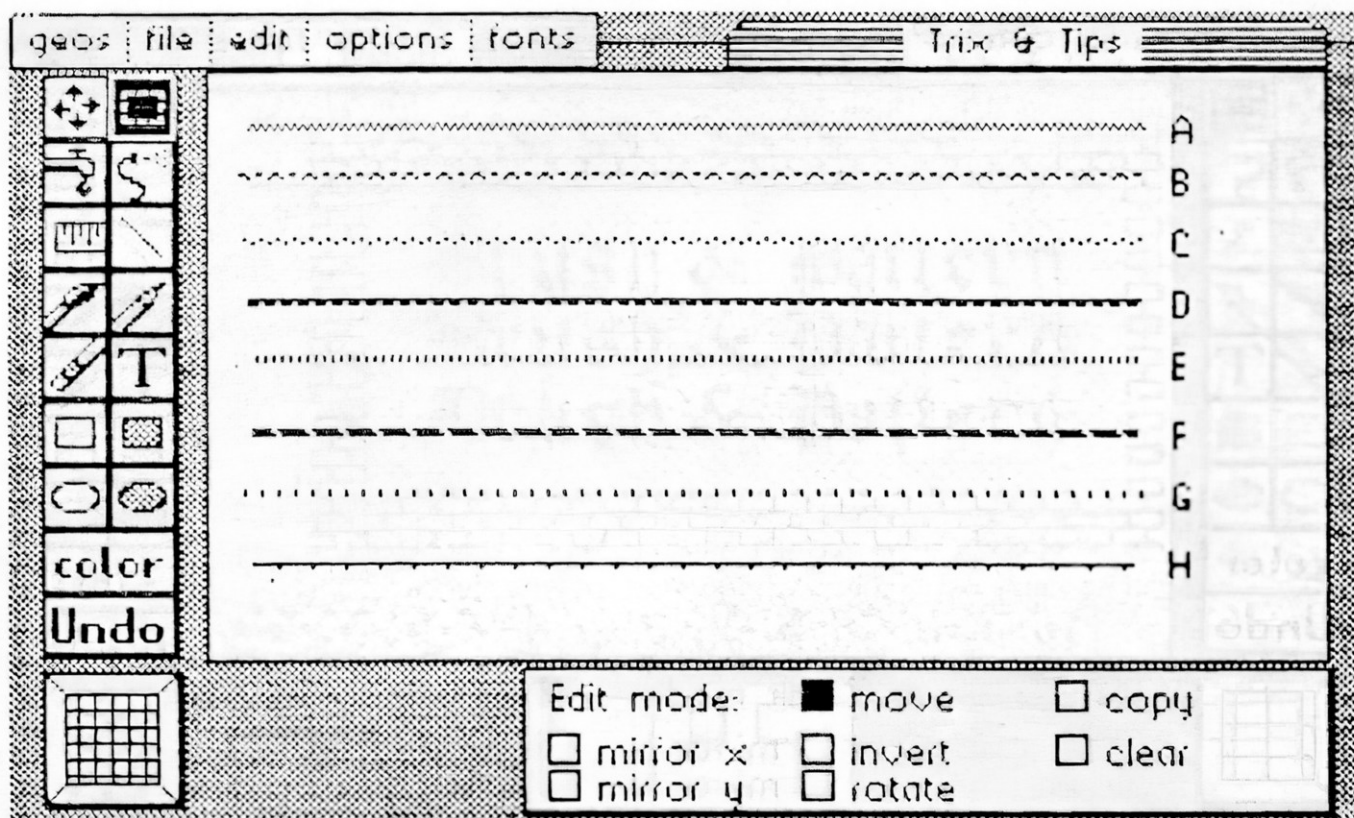 geos file edit options fonts Trix & Tips
A
B
C
D
E
T
F
G
color
H
Undo
Edit mode: move copy
mirror x invert clear
mirror y rotate